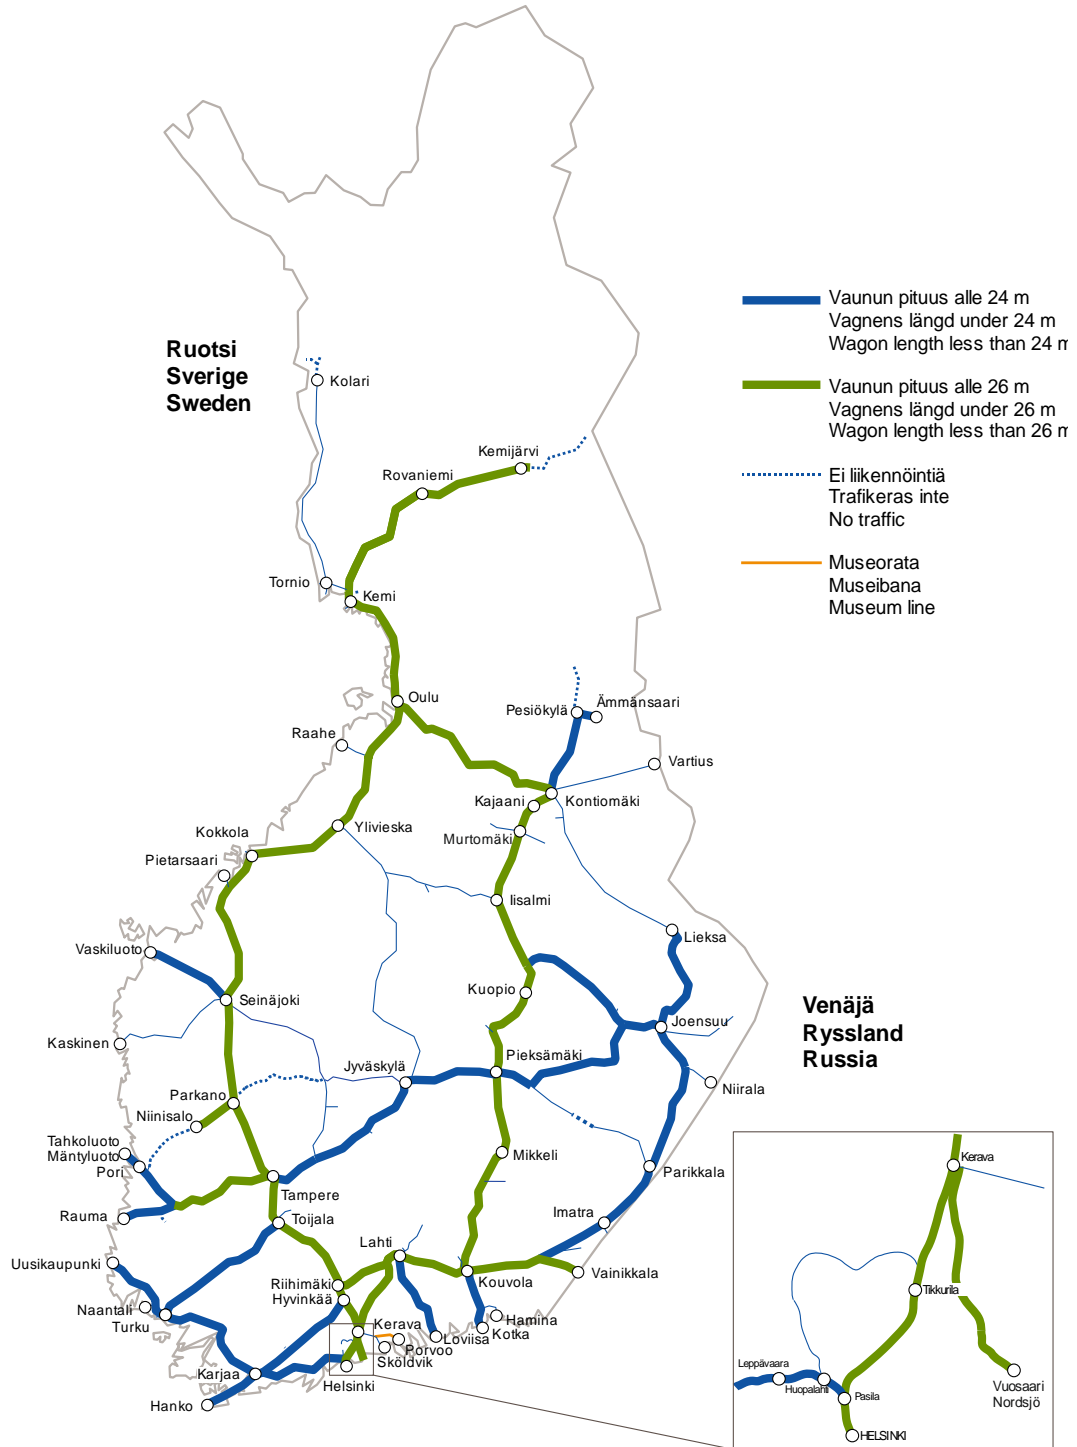 Ruotsi
Sverige
Sweden
Vaunun pituus alle 24 m
Vagnens längd under 24 m
Wagon length less than 24 m
Vaunun pituus alle 26 m
Vagnens längd under 26 m
Wagon length less than 26 m
Ei liikennöintiä
Trafikeras inte
No traffic
Museorata
Museibana
Museum line
Kolari
Kemijärvi
Rovaniemi
Tornio
Kemi
Oulu
Pesiökylä
Ämmänsaari
Raahe
Vartius
Kajaani
Kontiomäki
Ylivieska
Kokkola
Murtomäki
Pietarsaari
Iisalmi
Lieksa
Vaskiluoto
Kuopio
Seinäjoki
Joensuu
Kaskinen
Jyväskylä
Pieksämäki
Niirala
Parkano
Niinisalo
Tahkoluoto
Mäntyluoto
Pori
Mikkeli
Parikkala
Tampere
Rauma
Toijala
Imatra
Lahti
Uusikaupunki
Riihimäki
Hyvinkää
Kouvola
Vainikkala
Naantali
Turku
Kerava
Porvoo
Sköldvik
Loviisa
Hamina
Kotka
Karjaa
Helsinki
Hanko
Venäjä
Ryssland
Russia
Kerava
Tikkurila
Leppävaara
Huopalahti
Pasila
Vuosaari
Nordsjö
HELSINKI